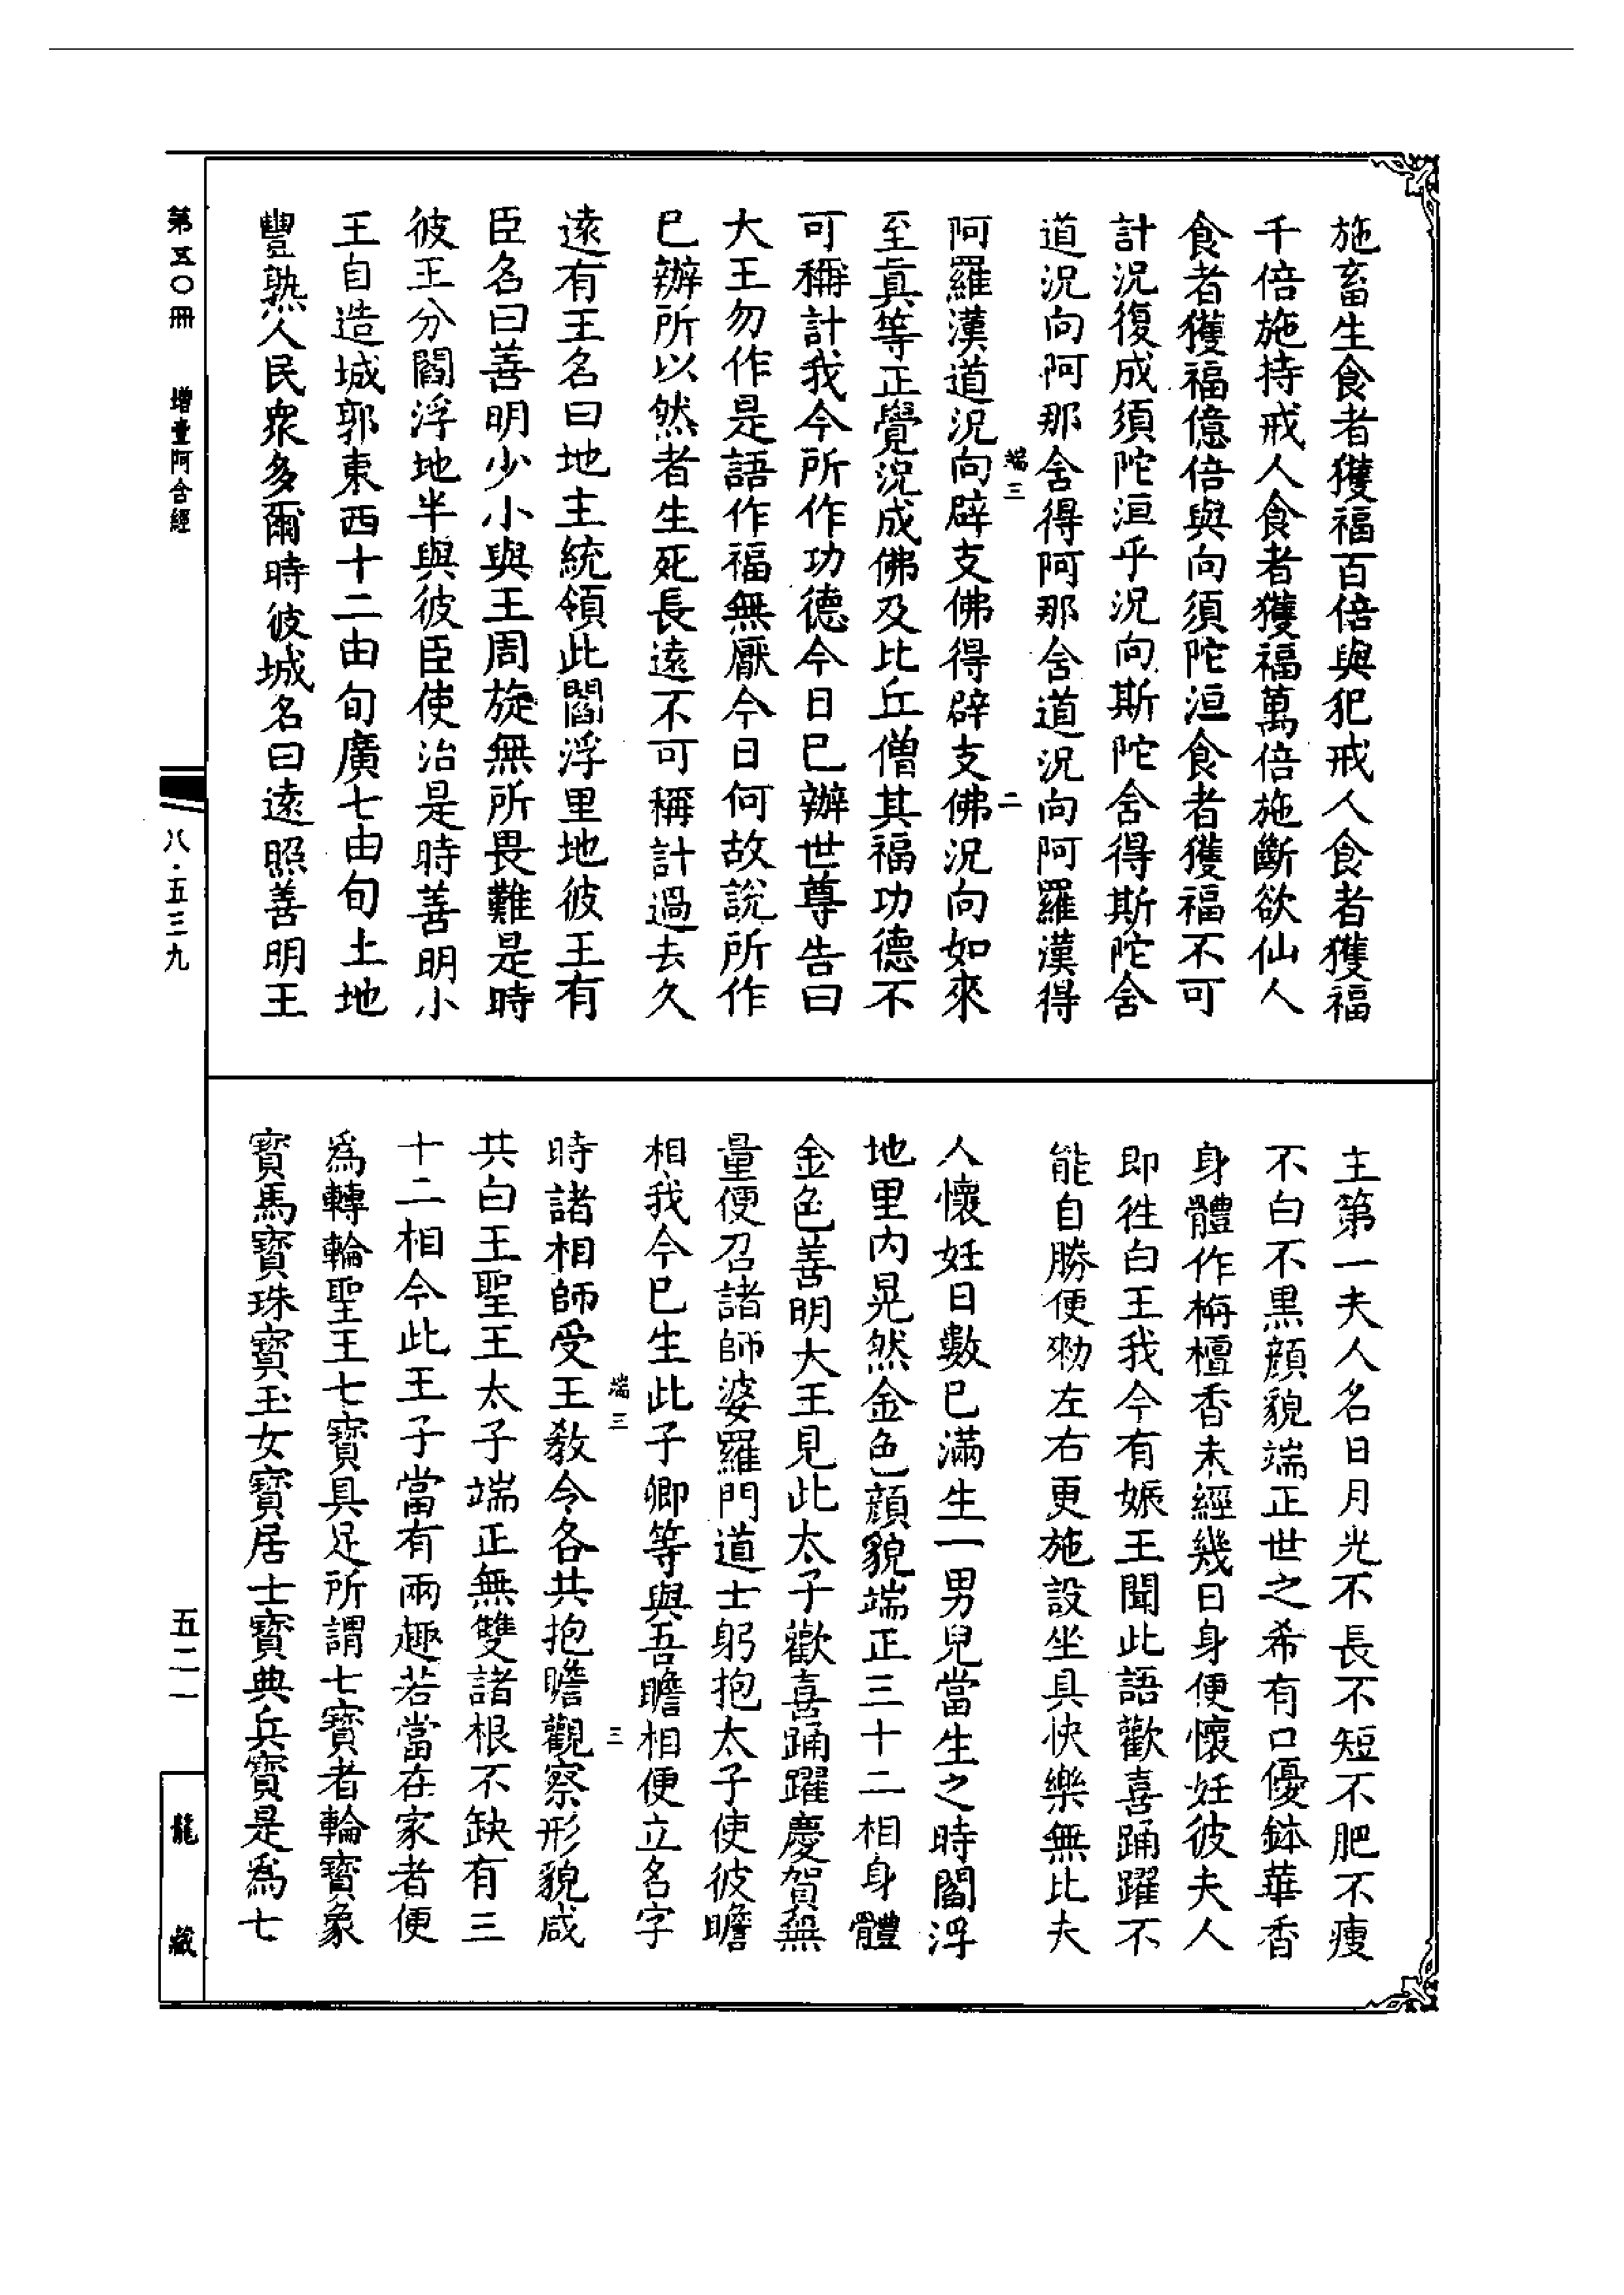 施畜生食者獲福百倍與犯戒人食者獲福
千倍施持戒人食者獲福萬倍施斷欲仙人
食者獲福億倍與向須陀洹食者獲福不可
計況復成須陀洹乎況向斯陀含得斯陀含
道況向阿那含得阿那含道況向阿羅漢得
端三
二
阿羅漢道況向辟支佛得辟支佛況向如來
至眞等正覺況成佛及比丘僧其福功德不
可稱計我今所作功德今日已辦世尊告曰
大王勿作是語作福無厭今日何故說所作
已辦所以然者生死長遠不可稱計過去久
遠有王名曰地主統領此閻浮里地彼王有
臣名曰善明少小與王周旋無所畏難是時
彼王分閻浮地半與彼臣使治是時善明小
王自造城郭東西十二由旬廣七由旬土地
豐熟人民衆多爾時彼城名曰遠照善明王
主第一夫人名日月光不長不短不肥不瘦
不白不黑顏貌端正世之希有口優鉢華香
身體作栴檀香未經幾日身便懷妊彼夫人
即往白王我今有娠王聞此語歡喜踊躍不
能自勝便勑左右更施設坐具快樂無比夫
人懷妊日數已滿生一男兒當生之時閻浮
地里內晃然金色顏貌端正三十二相身體
金色善明大王見此太子歡喜踊躍慶賀無
量便召諸師婆羅門道士躬抱太子使彼瞻
相我今已生此子卿等與吾瞻相便立名字
端三
三
時諸相師受王教令各共抱瞻觀察形貌咸
共白王聖王太子端正無雙諸根不缺有三
十二相今此王子當有兩趣若當在家者便
爲轉輪聖王七寶具足所謂七寶者輪寶象
寶馬寶珠寶玉女寶居士寶典兵寶是爲七
第五〇冊 增壹阿含經
八·五三九
五二一
龍藏